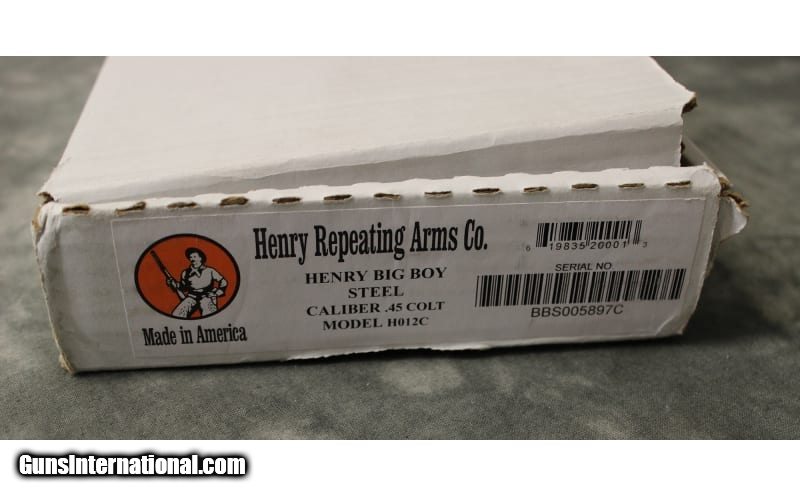 Henry Repeating Arms Co.
HENRY BIG BOY
STEEL
CALIBER .45 COLT
MODEL H012C
Made in America
6 19835 20001 3
SERIAL NO
BBS005897C
GunsInternational.com